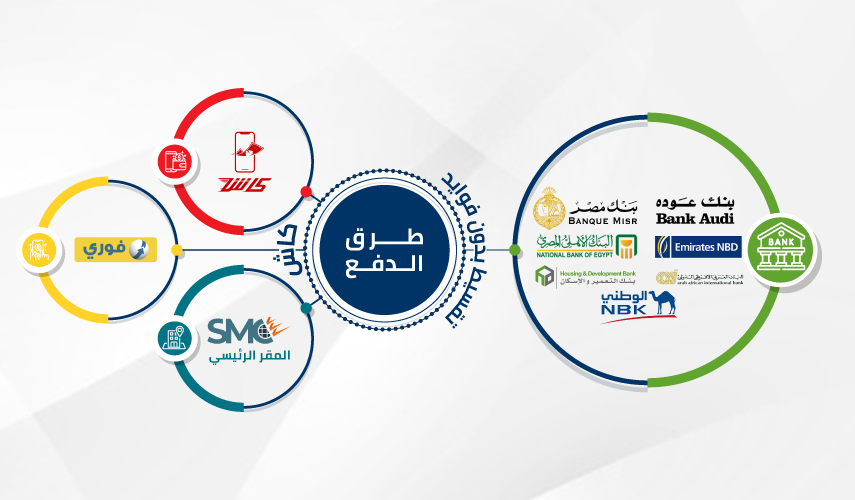 طرق
الدفع
كاش
تقسيط بدون فوايد
كاش
فوري
SMC
المقر الرئيسي
BANK
بنك مصر
BANQUE MISR
بنك عوده
Bank Audi
البنك الأهلي المصري
NATIONAL BANK OF EGYPT
Emirates NBD
Housing & Development Bank
بنك التعمير و الإسكان
arab african international bank
الوطني
NBK